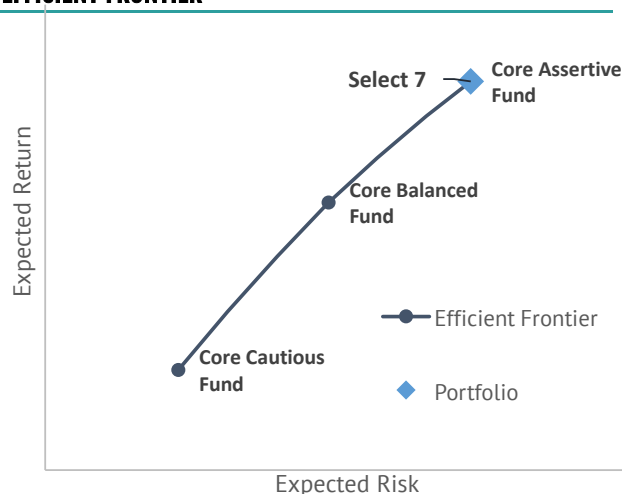 EFFICIENT FRONTIER
Select 7
Core Assertive
Fund
Core Balanced
Fund
Core Cautious
Fund
Efficient Frontier
Portfolio
Expected Return
Expected Risk